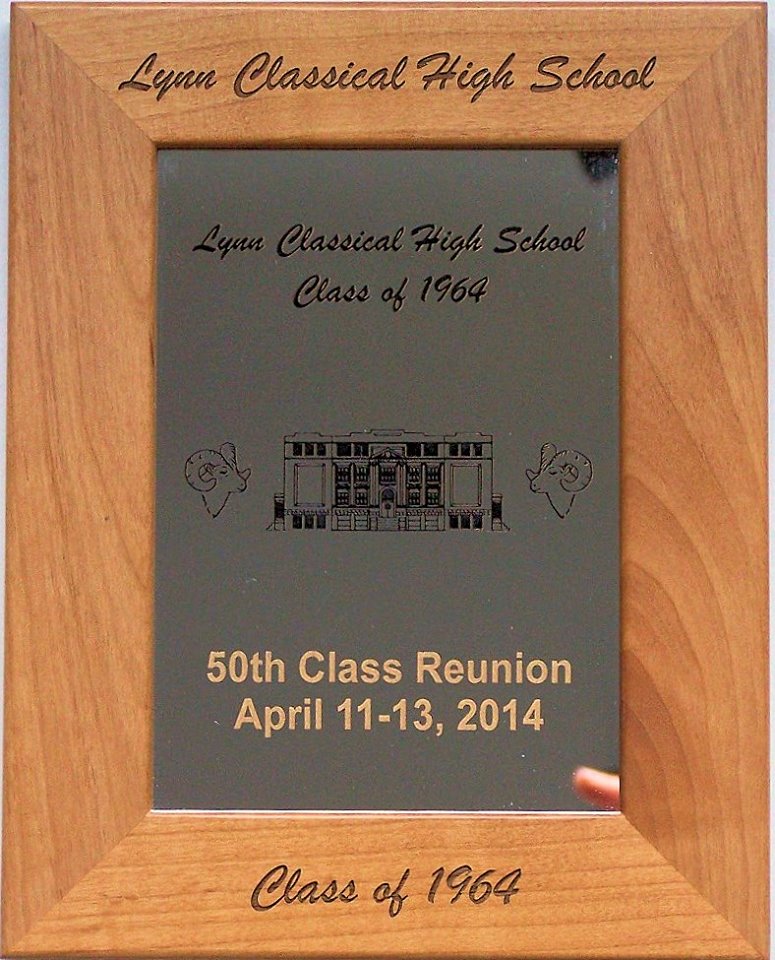 Lynn Classical High School
Lynn Classical High School
Class of 1964
50th Class Reunion
April 11-13, 2014
Class of 1964